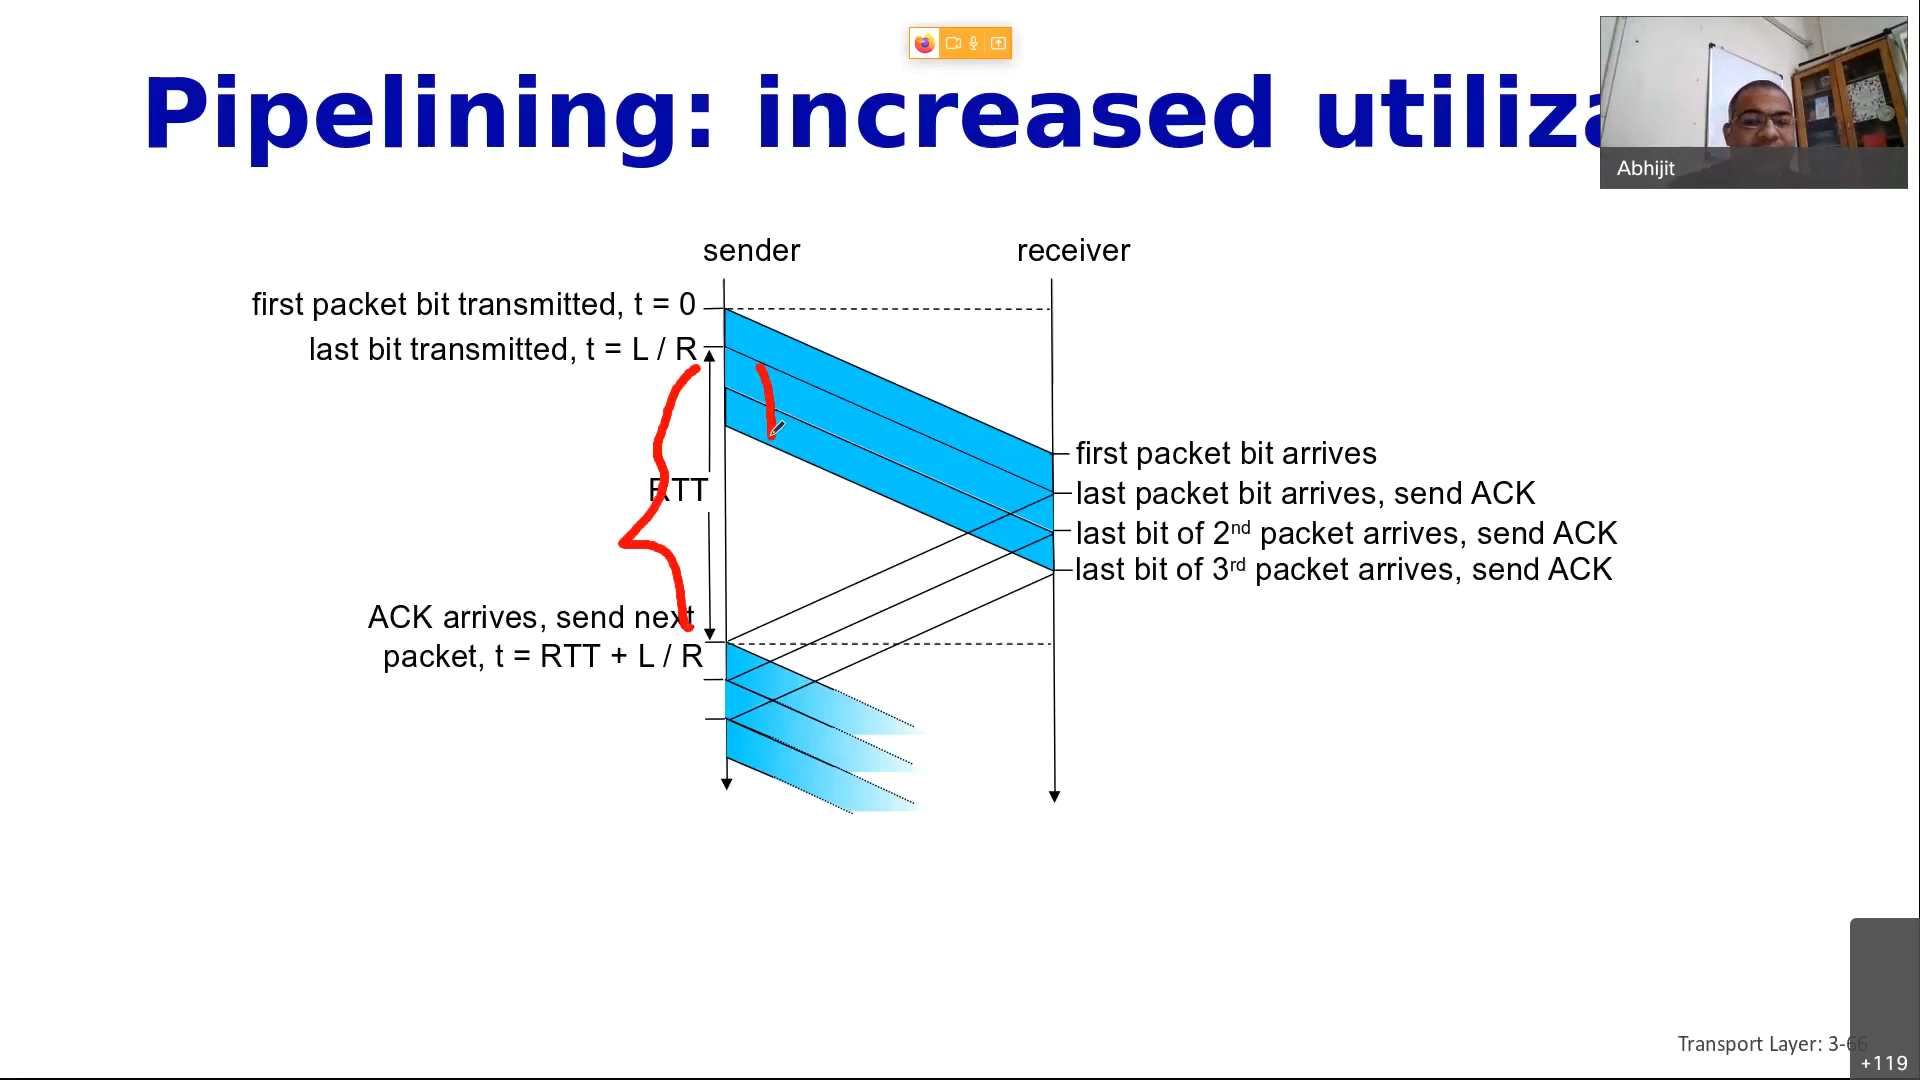 Pipelining: increased utiliza
Abhijit
sender
receiver
first packet bit transmitted, t = 0
last bit transmitted, t = L / R
RTT
first packet bit arrives
last packet bit arrives, send ACK
last bit of 2nd packet arrives, send ACK
last bit of 3rd packet arrives, send ACK
ACK arrives, send next
packet, t = RTT + L / R
Transport Layer: 3-66
+119